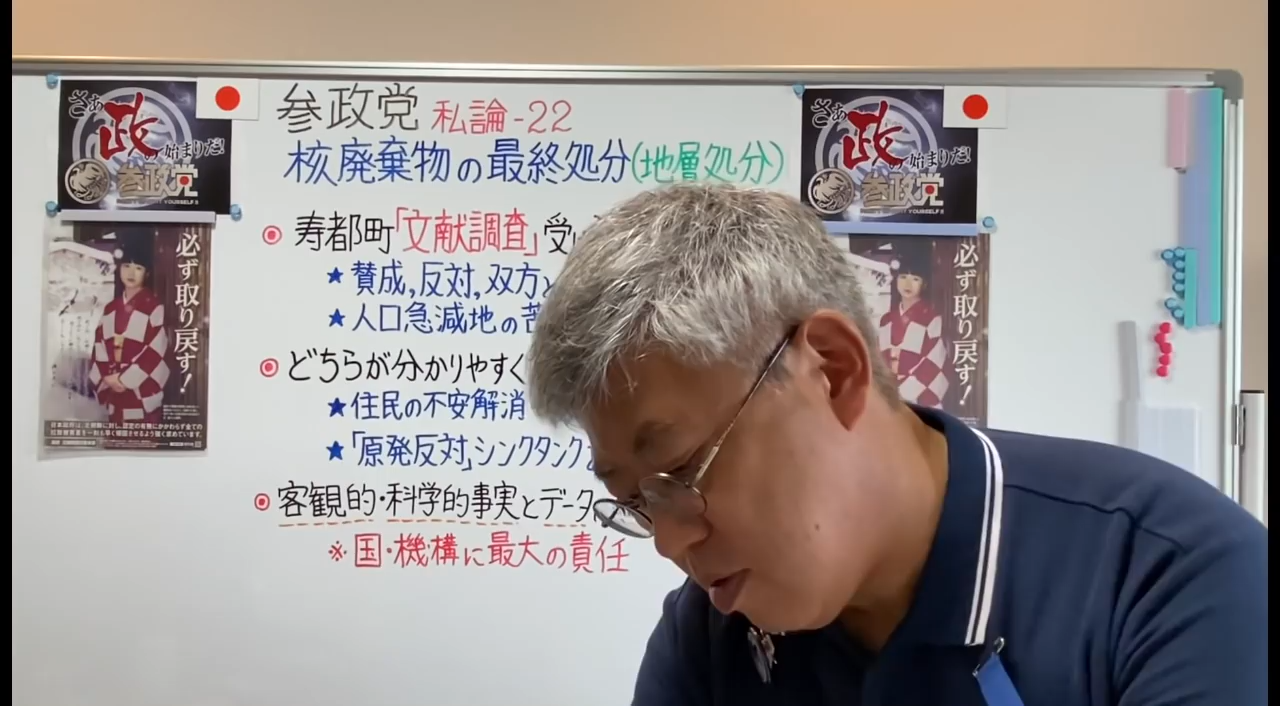 さあ
政
の始まりだ!
参政党
参政党 私論-22
核廃棄物の最終処分(地層処分)
寿都町「文献調査」受
★賛成,反対,双方
★人口急減地の苦
どちらが分かりやすく
★住民の不安解消
★「原発反対」シンクタンク
客観的・科学的事実とデータ
※国・機構に最大の責任
必ず取り戻す!
さあ
政
の始まりだ!
参政党
必ず取り戻す!